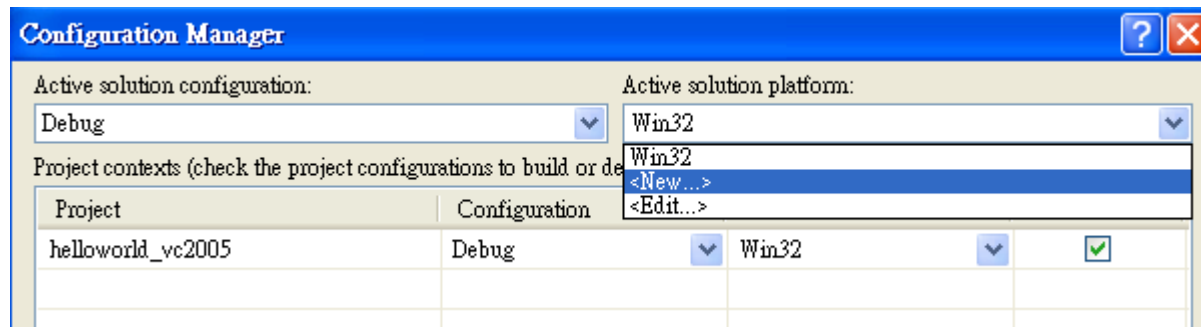 Configuration Manager
Active solution configuration: Active solution platform:
Debug Win32
Project contexts (check the project configurations to build or de Win32
<New...>
Project Configuration <Edit...>
helloworld_vc2005 Debug Win32